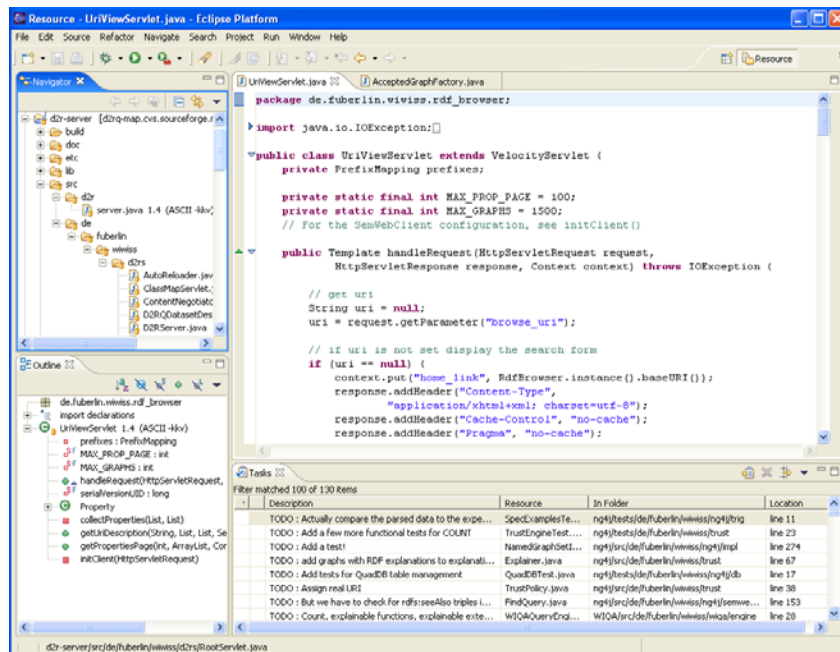 Resource - UriViewServlet.java - Eclipse Platform
File Edit Source Refactor Navigate Search Project Run Window Help
Resource
Navigator
d2r-server [d2rq-map.cvs.sourceforge.r
build
doc
etc
lib
src
d2r
server.java 1.4 (ASCII -kkv)
de
fuberlin
wiwiss
d2rs
AutoReloader.jav
ClassMapServlet.j
ContentNegotiatc
D2RQDatasetDes
D2RServer.java
UriViewServlet.java AcceptedGraphFactory.java
package de.fuberlin.wiwiss.rdf_browser;
import java.io.IOException;
public class UriViewServlet extends VelocityServlet {
private PrefixMapping prefixes;
private static final int MAX_PROP_PAGE = 100;
private static final int MAX_GRAPHS = 1500;
// For the SemWebClient configuration, see initClient()
public Template handleRequest(HttpServletRequest request,
HttpServletResponse response, Context context) throws IOException {
// get uri
String uri = null;
uri = request.getParameter("browse_uri");
// if uri is not set display the search form
if (uri == null) {
context.put("home_link", RdfBrowser.instance().baseURI());
response.addHeader("Content-Type",
"application/xhtml+xml; charset=utf-8");
response.addHeader("Cache-Control", "no-cache");
response.addHeader("Pragma", "no-cache");
Outline
de.fuberlin.wiwiss.rdf_browser
import declarations
UriViewServlet 1.4 (ASCII -kkv)
prefixes : PrefixMapping
MAX_PROP_PAGE : int
MAX_GRAPHS : int
handleRequest(HttpServletRequest,
serialVersionUID : long
Property
collectProperties(List, List)
getUriDescription(String, List, List, Se
getPropertiesPage(int, ArrayList, Cor
initClient(HttpServletRequest)
Tasks
Filter matched 100 of 130 items
! Description Resource In Folder Location
TODO : Actually compare the parsed data to the expe... SpecExamplesTe... ng4j/tests/de/fuberlin/wiwiss/ng4j/trig line 11
TODO : Add a few more functional tests for COUNT TrustEngineTest.... ng4j/tests/de/fuberlin/wiwiss/trust line 23
TODO : Add a test! NamedGraphSetI... ng4j/src/de/fuberlin/wiwiss/ng4j/impl line 274
TODO : add graphs with RDF explanations to explanati... Explainer.java ng4j/src/de/fuberlin/wiwiss/trust line 67
TODO : Add tests for QuadDB table management QuadDBTest.java ng4j/tests/de/fuberlin/wiwiss/ng4j/db line 17
TODO : Assign real URI TrustPolicy.java ng4j/src/de/fuberlin/wiwiss/trust line 38
TODO : But we have to check for rdfs:seeAlso triples i... FindQuery.java ng4j/src/de/fuberlin/wiwiss/ng4j/semwe... line 153
TODO : Count, explainable functions, explainable exte... WIQAQueryEngi... WIQA/src/de/fuberlin/wiwiss/wiqa/engine line 28
d2r-server/src/de/fuberlin/wiwiss/d2rs/RootServlet.java